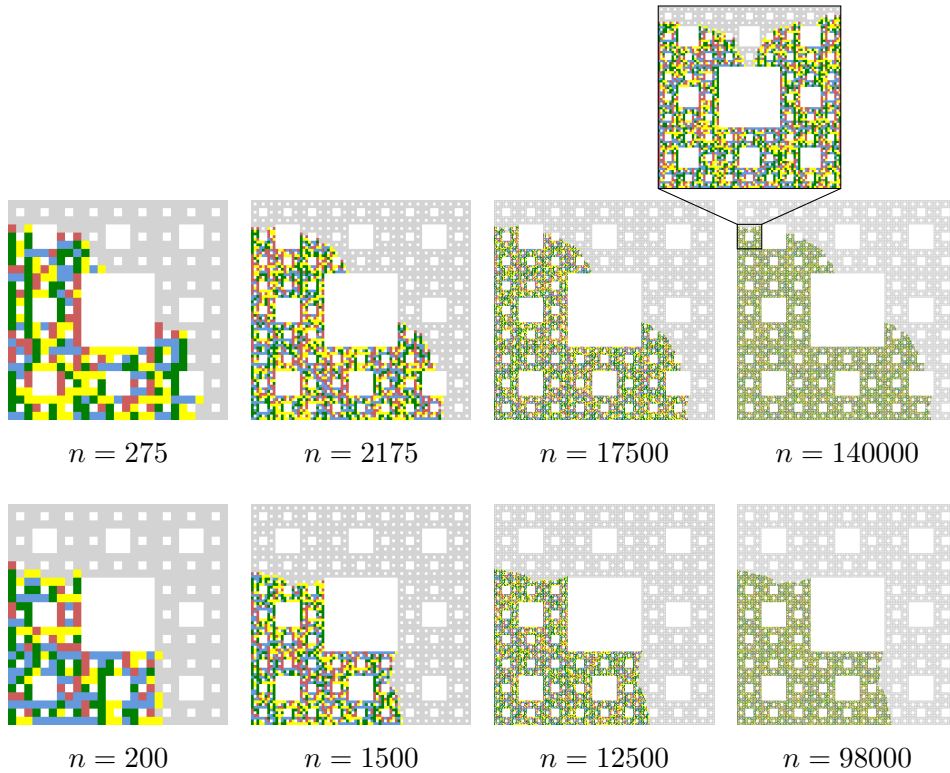 n = 275
n = 2175
n = 17500
n = 140000
n = 200
n = 1500
n = 12500
n = 98000